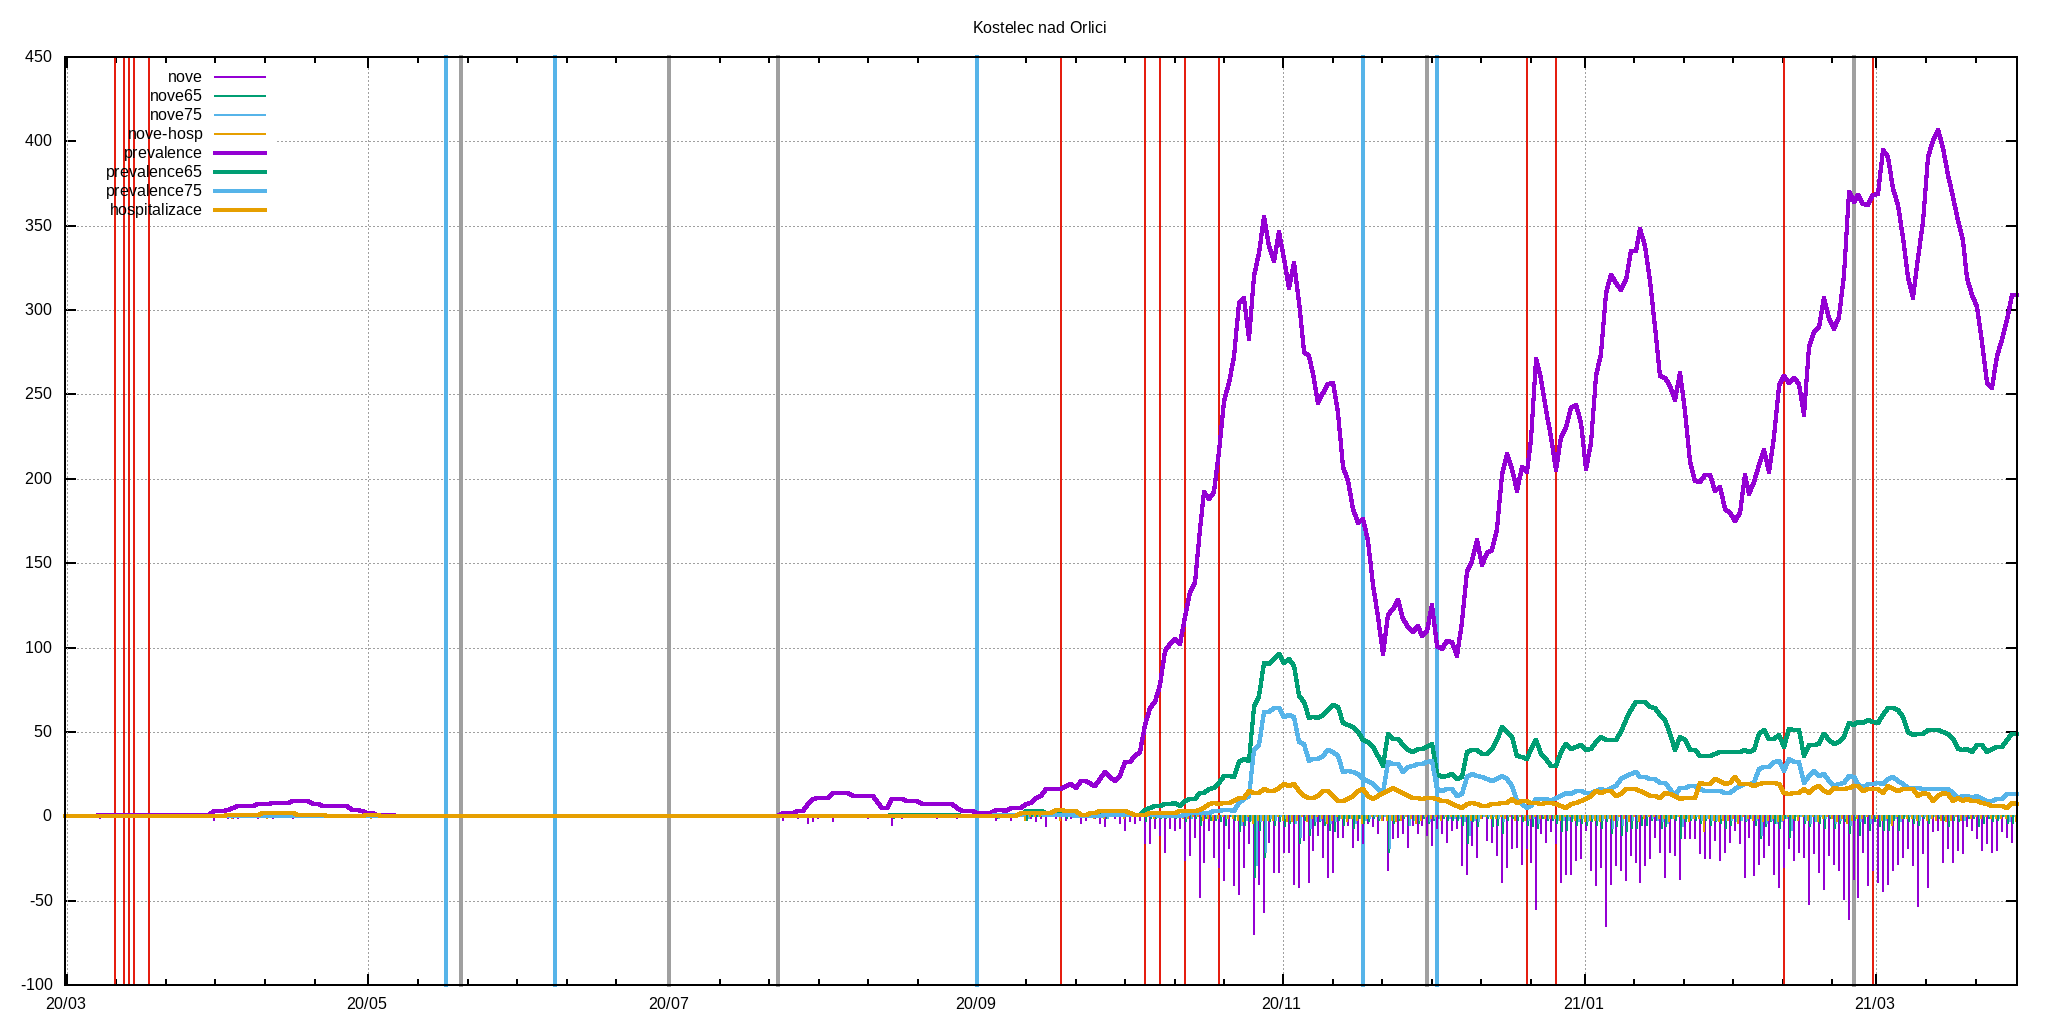 Kostelec nad Orlici
450
400
350
300
250
200
150
100
50
0
-50
-100
nove
nove65
nove75
nove-hosp
prevalence
prevalence65
prevalence75
hospitalizace
20/03 20/05 20/07 20/09 20/11 21/01 21/03